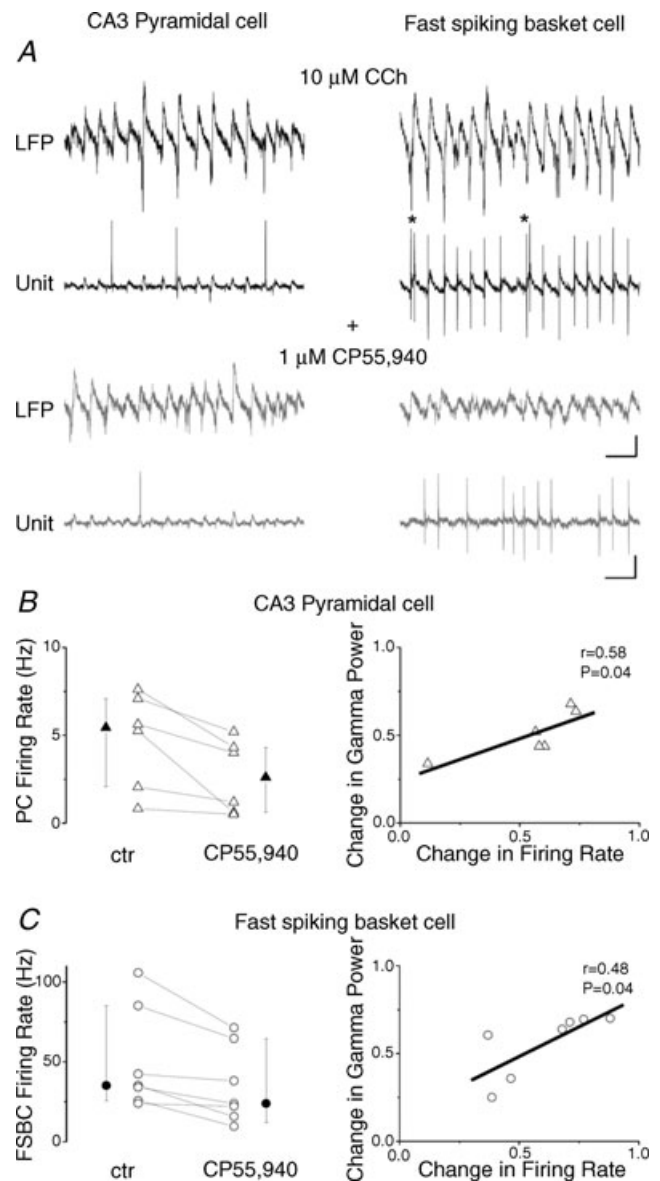 CA3 Pyramidal cell
Fast spiking basket cell
A
10 µM CCh
LFP
* *
Unit
+
1 µM CP55,940
LFP
Unit
B
CA3 Pyramidal cell
PC Firing Rate (Hz)
10
5
0
ctr
CP55,940
Change in Gamma Power
1.0
0.5
0.0
r=0.58
P=0.04
0.0 0.5 1.0
Change in Firing Rate
C
Fast spiking basket cell
FSBC Firing Rate (Hz)
100
50
0
ctr
CP55,940
Change in Gamma Power
1.0
0.5
0.0
r=0.48
P=0.04
0.0 0.5 1.0
Change in Firing Rate